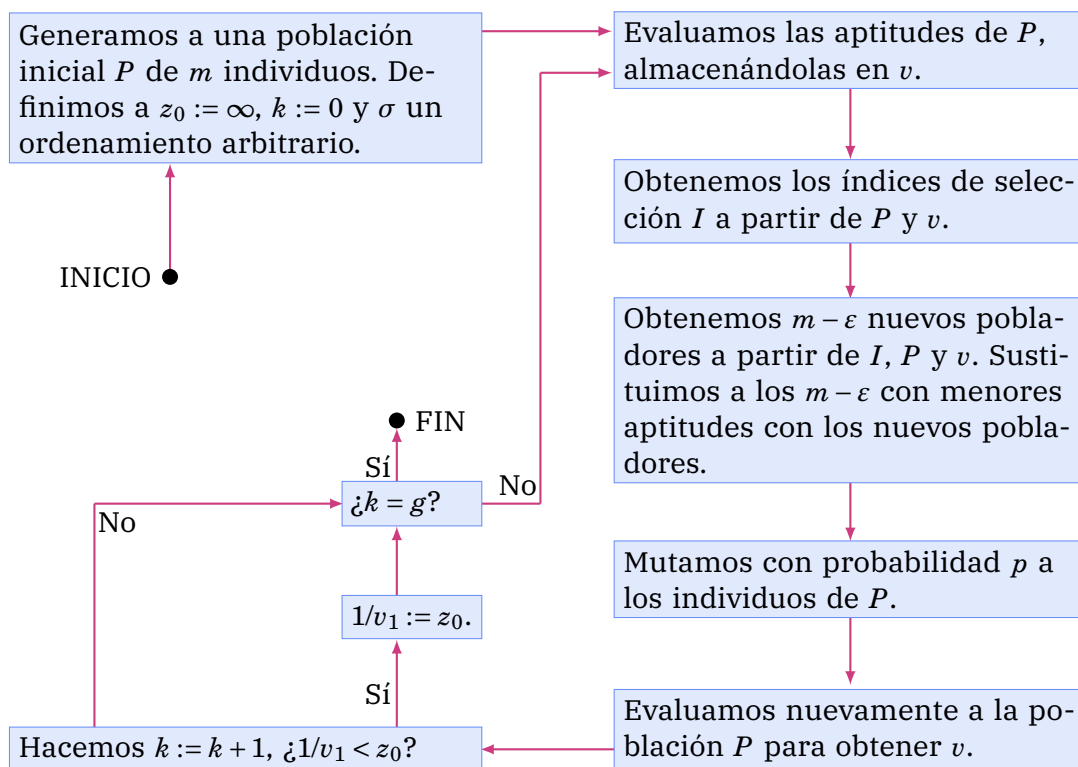 Generamos a una población
inicial P de m individuos. De-
finimos a z₀ := ∞, k := 0 y σ un
ordenamiento arbitrario.
Evaluamos las aptitudes de P,
almacenándolas en v.
Obtenemos los índices de selec-
ción I a partir de P y v.
INICIO
Obtenemos m − ε nuevos pobla-
dores a partir de I, P y v. Susti-
tuimos a los m − ε con menores
aptitudes con los nuevos pobla-
dores.
FIN
Sí
¿k = g?
No
No
Mutamos con probabilidad p a
los individuos de P.
1/v₁ := z₀.
Sí
Evaluamos nuevamente a la po-
blación P para obtener v.
Hacemos k := k + 1, ¿1/v₁ < z₀?